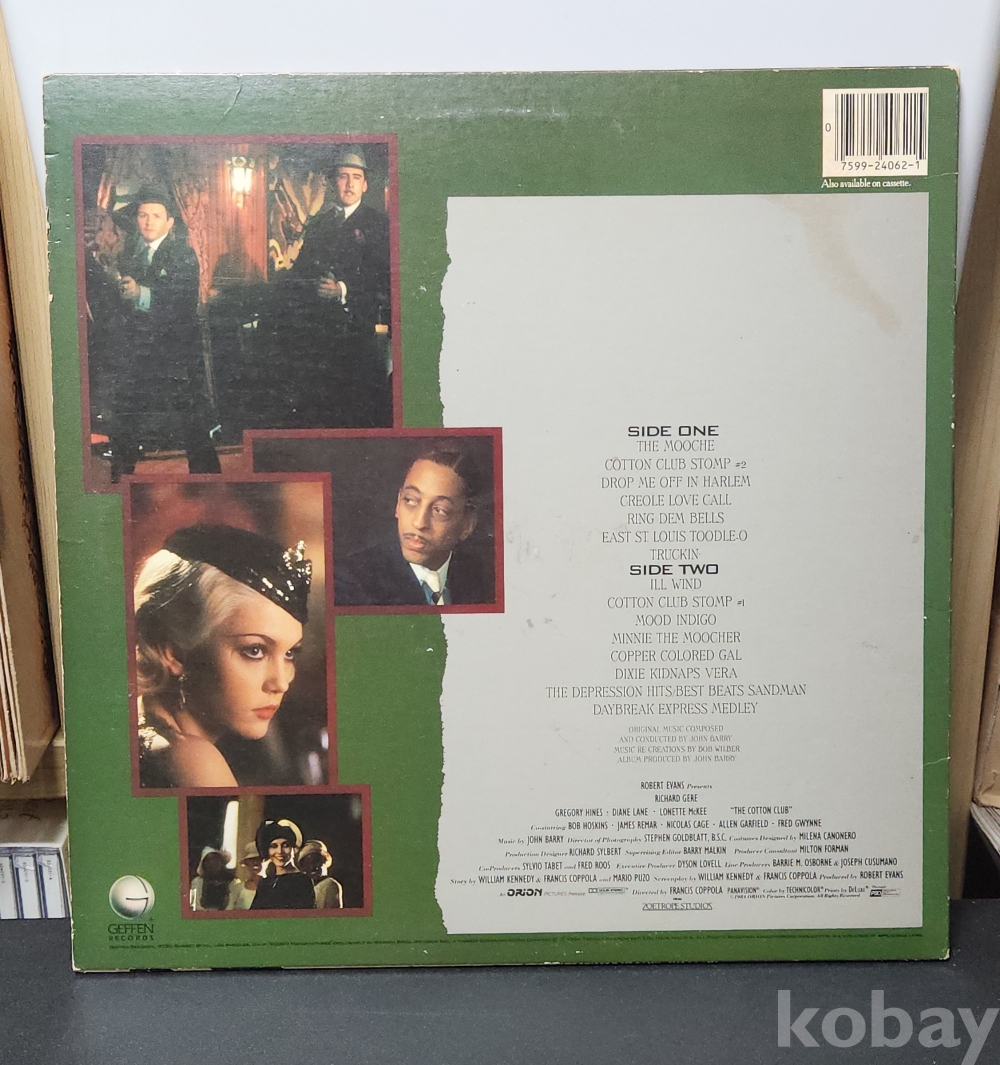 0
7599-24062-1
Also available on cassette.
SIDE ONE
THE MOOCHE
COTTON CLUB STOMP #2
DROP ME OFF IN HARLEM
CREOLE LOVE CALL
RING DEM BELLS
EAST ST LOUIS TOODLE-O
TRUCKIN
SIDE TWO
ILL WIND
COTTON CLUB STOMP #1
MOOD INDIGO
MINNIE THE MOOCHER
COPPER COLORED GAL
DIXIE KIDNAPS VERA
THE DEPRESSION HITS/BEST BEATS SANDMAN
DAYBREAK EXPRESS MEDLEY
ORIGINAL MUSIC COMPOSED
AND CONDUCTED BY JOHN BARRY
MUSIC RE CREATIONS BY BOB WILBER
ALBUM PRODUCED BY JOHN BARRY
ROBERT EVANS Presents
RICHARD GERE
GREGORY HINES · DIANE LANE · LONETTE McKEE "THE COTTON CLUB"
Co-starring BOB HOSKINS · JAMES REMAR · NICOLAS CAGE · ALLEN GARFIELD · FRED GWYNNE
Music by JOHN BARRY Director of Photography STEPHEN GOLDBLATT, B.S.C. Costumes Designed by MILENA CANONERO
Production Designer RICHARD SYLBERT Supervising Editor BARRY MALKIN Producer Consultant MILTON FORMAN
Co-Producers SYLVIO TABET and FRED ROOS Executive Producer DYSON LOVELL Line Producers BARRIE M. OSBORNE & JOSEPH CUSUMANO
Story by WILLIAM KENNEDY & FRANCIS COPPOLA and MARIO PUZO Screenplay by WILLIAM KENNEDY & FRANCIS COPPOLA Produced by ROBERT EVANS
An ORION PICTURES Release Directed by FRANCIS COPPOLA PANAVISION® Color by TECHNICOLOR® Prints by DeLuxe®
©1984 ORION Pictures Corporation. All Rights Reserved.
ZOETROPE STUDIOS
GEFFEN
RECORDS
kobay